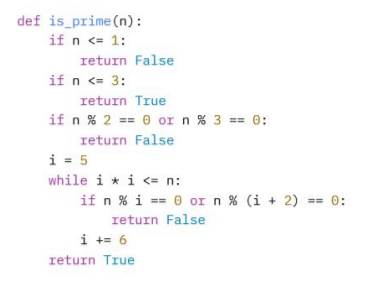 def is_prime(n):
    if n <= 1:
        return False
    if n <= 3:
        return True
    if n % 2 == 0 or n % 3 == 0:
        return False
    i = 5
    while i * i <= n:
        if n % i == 0 or n % (i + 2) == 0:
            return False
        i += 6
    return True